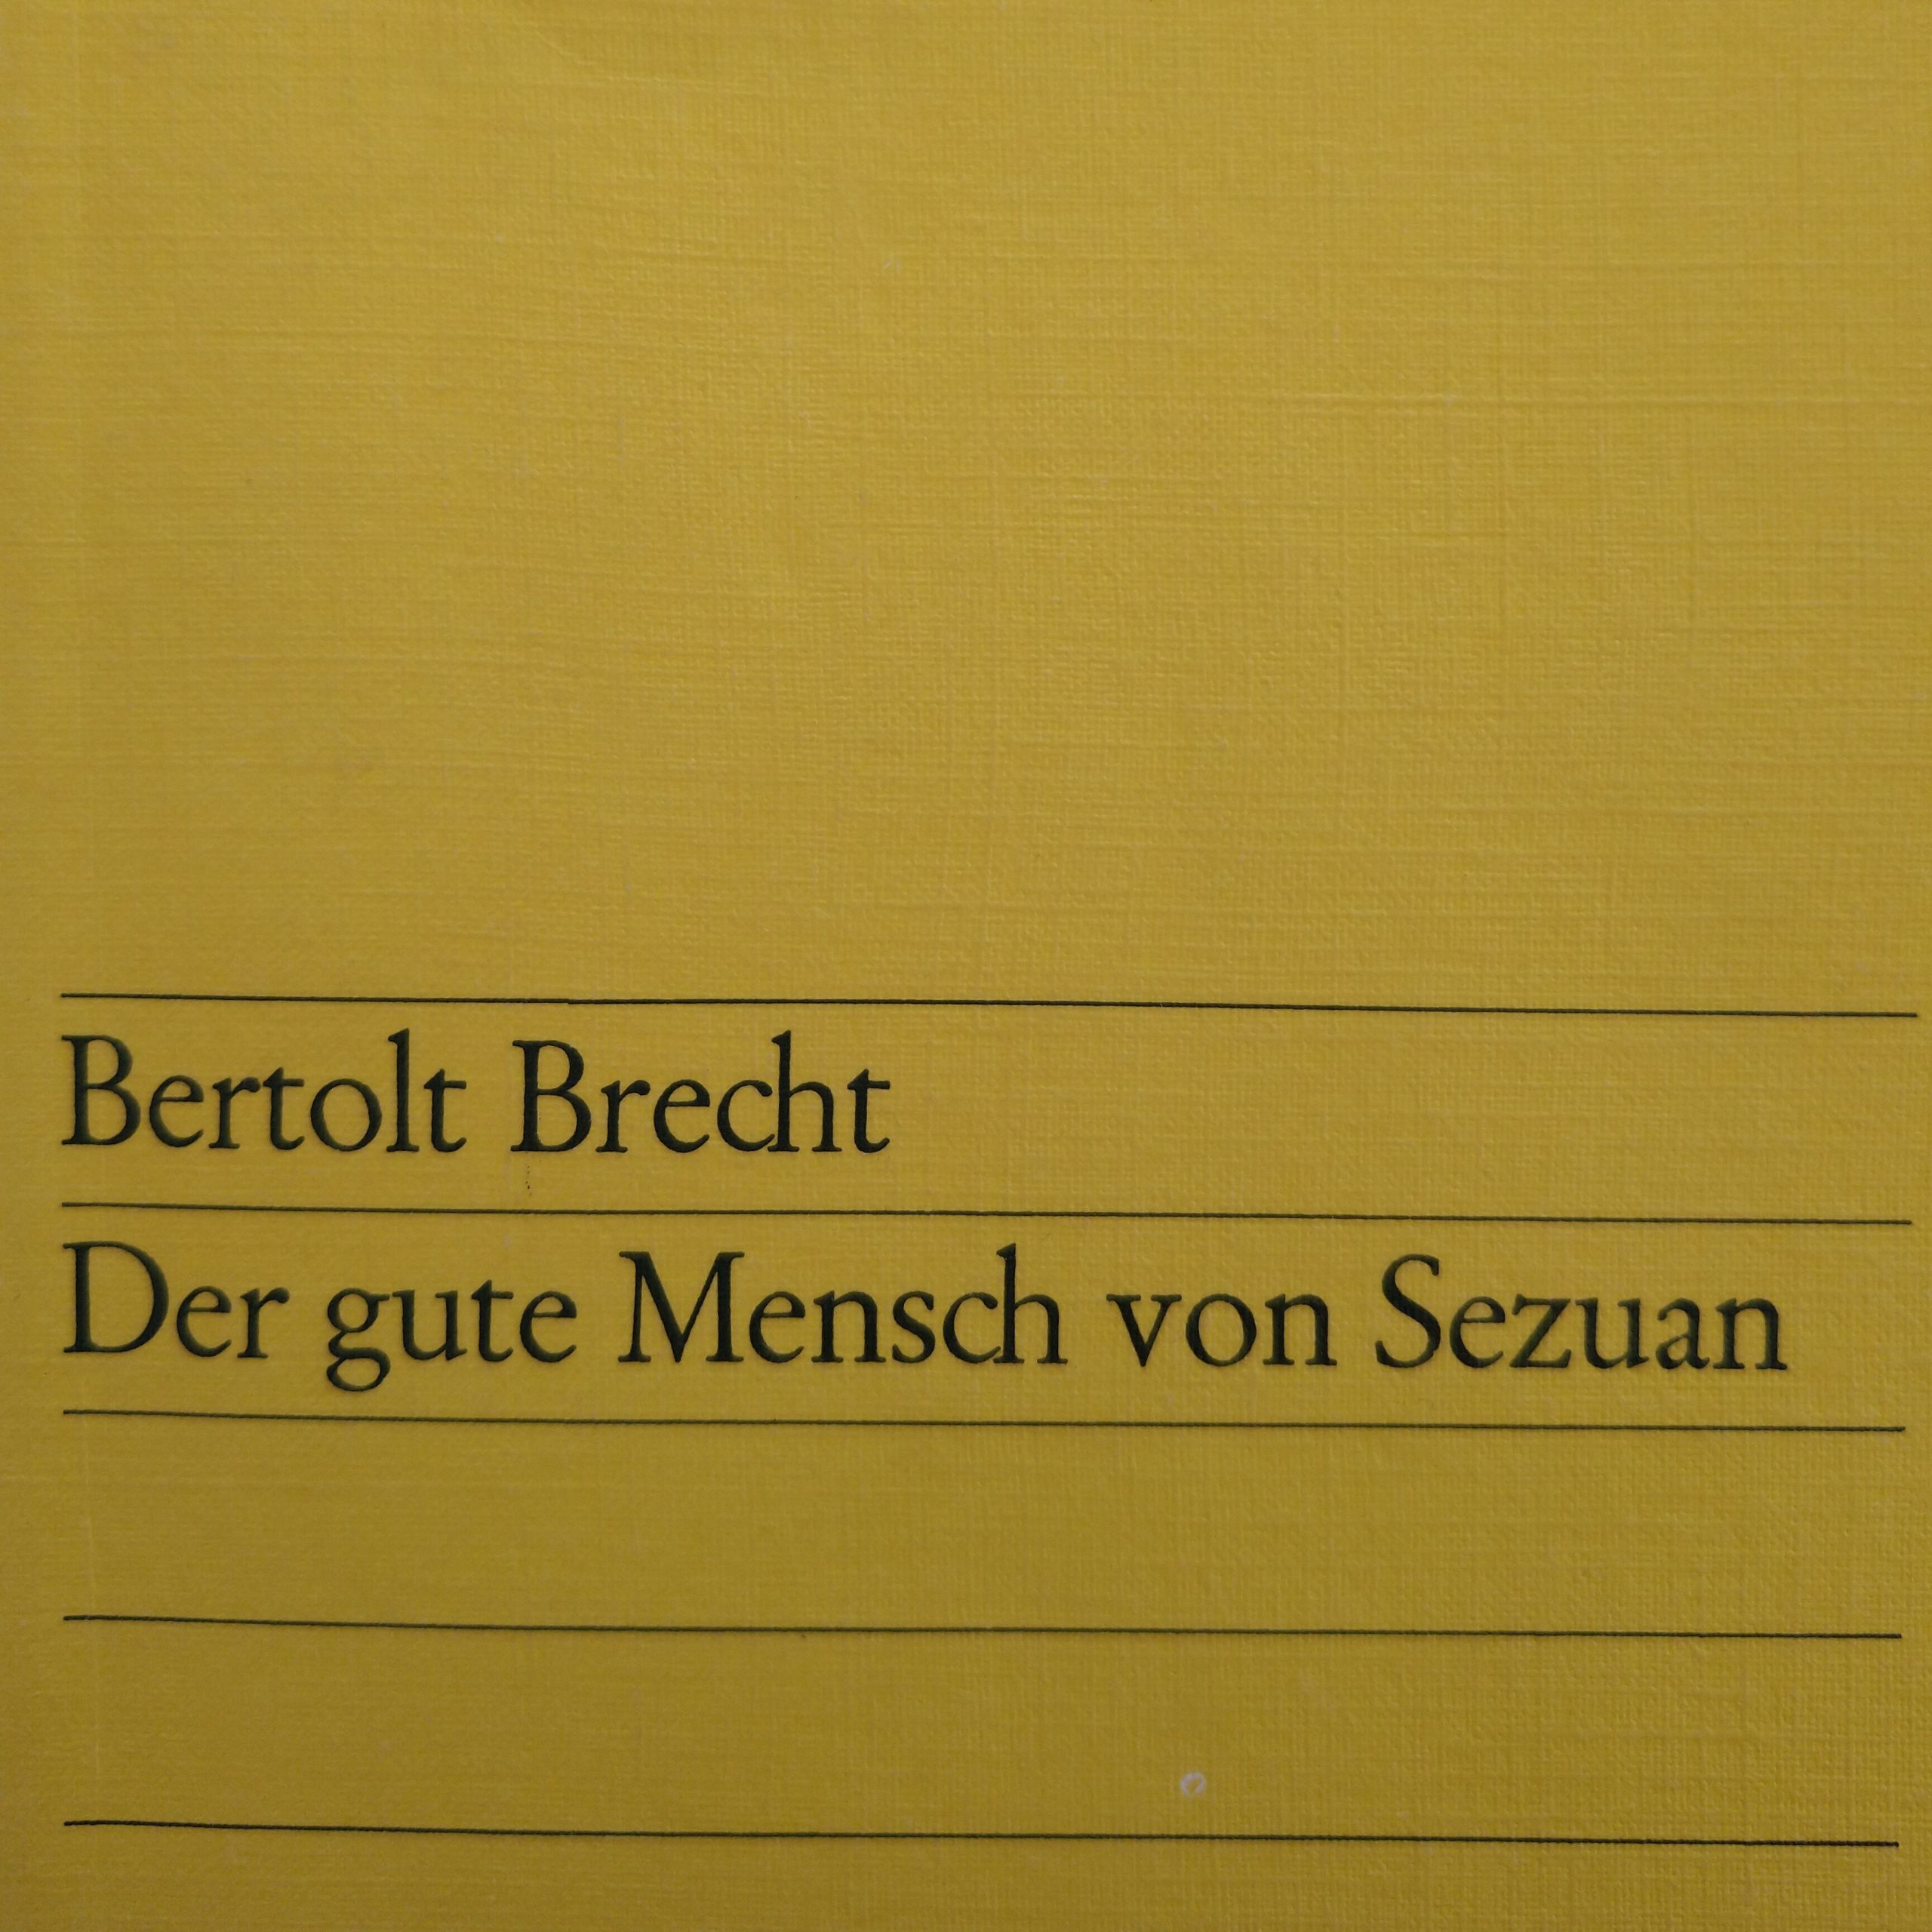 Bertolt Brecht
Der gute Mensch von Sezuan